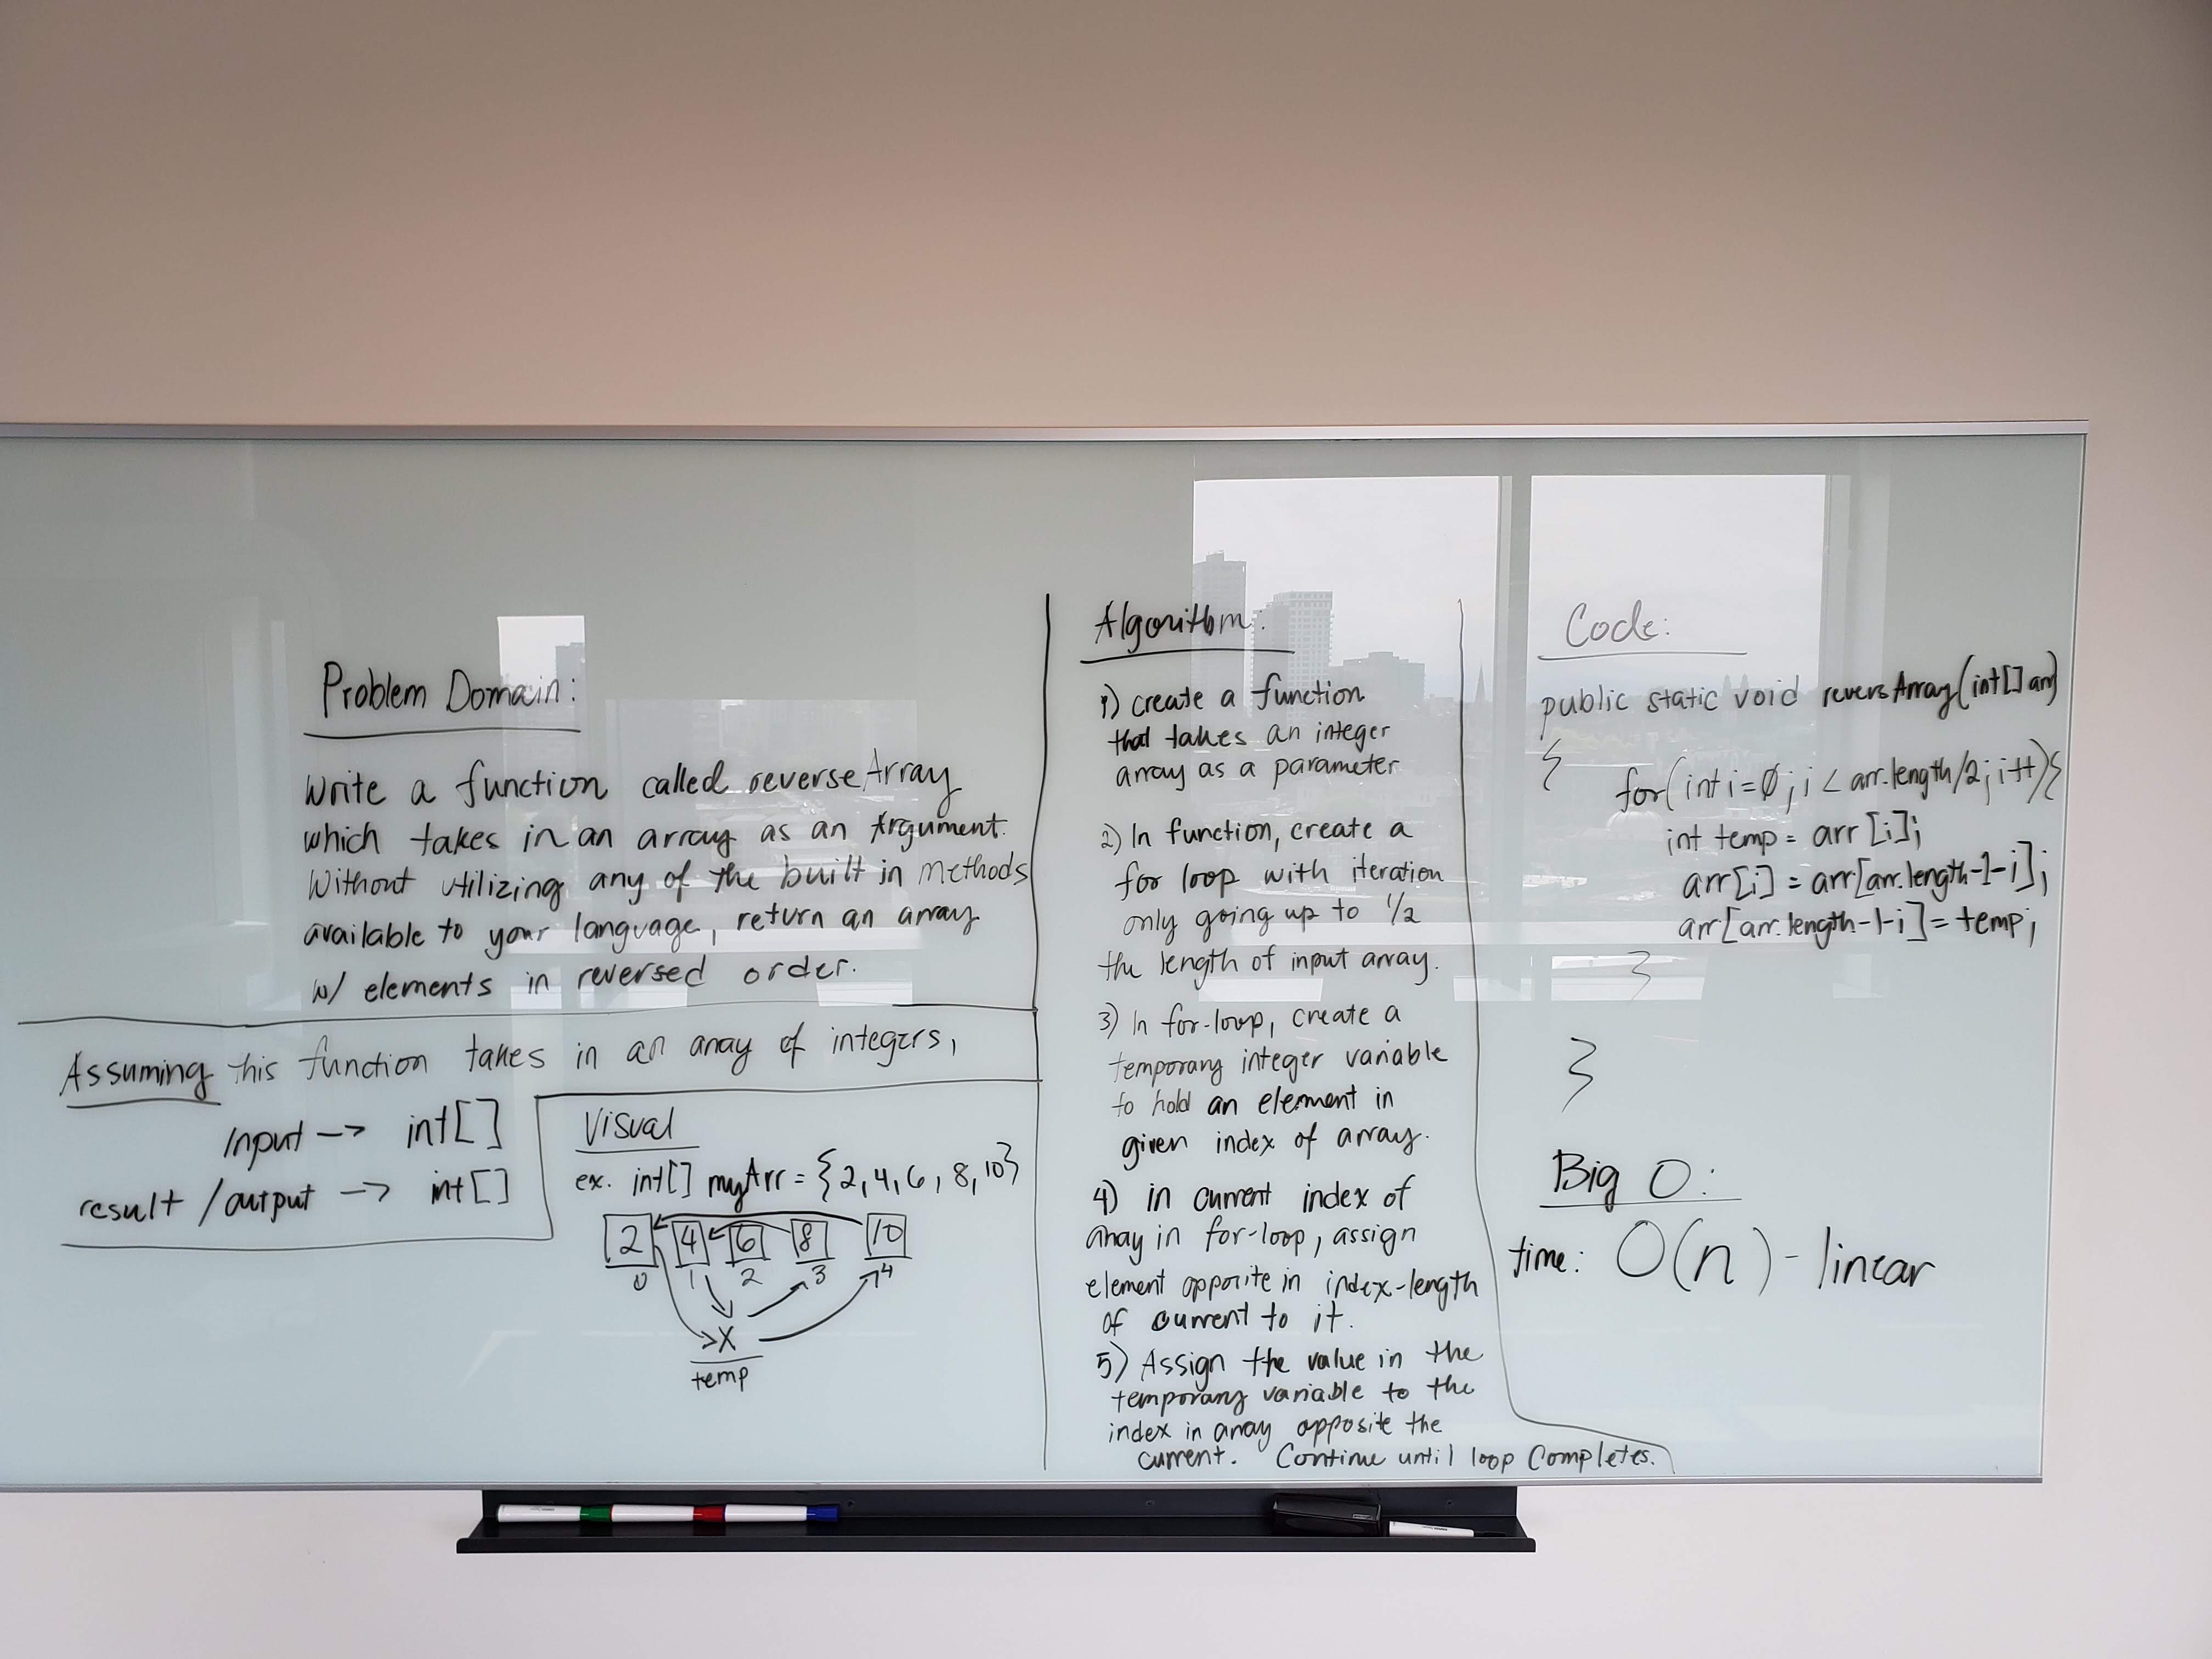 Problem Domain:
Write a function called reverseArray
which takes in an array as an Argument.
Without utilizing any of the built in methods
available to your language, return an array
w/ elements in reversed order.
Assuming this function takes in an array of integers,
Input -> int[]
result / output -> int[]
Visual
ex. int[] myArr = {2, 4, 6, 8, 10}
2 4 6 8 10
0 1 2 3 4
X
temp
Algorithm:
1) create a function
that takes an integer
array as a parameter
2) In function, create a
for loop with iteration
only going up to 1/2
the length of input array.
3) In for-loop, create a
temporary integer variable
to hold an element in
given index of array.
4) in current index of
array in for-loop, assign
element opposite in index-length
of current to it.
5) Assign the value in the
temporary variable to the
index in array opposite the
current. Continue until loop completes.
Code:
public static void reversArray(int[] arr)
{
for(int i=0; i < arr.length/2; i++){
int temp = arr[i];
arr[i] = arr[arr.length-1-i];
arr[arr.length-1-i] = temp;
}
}
Big O:
time: O(n) - linear